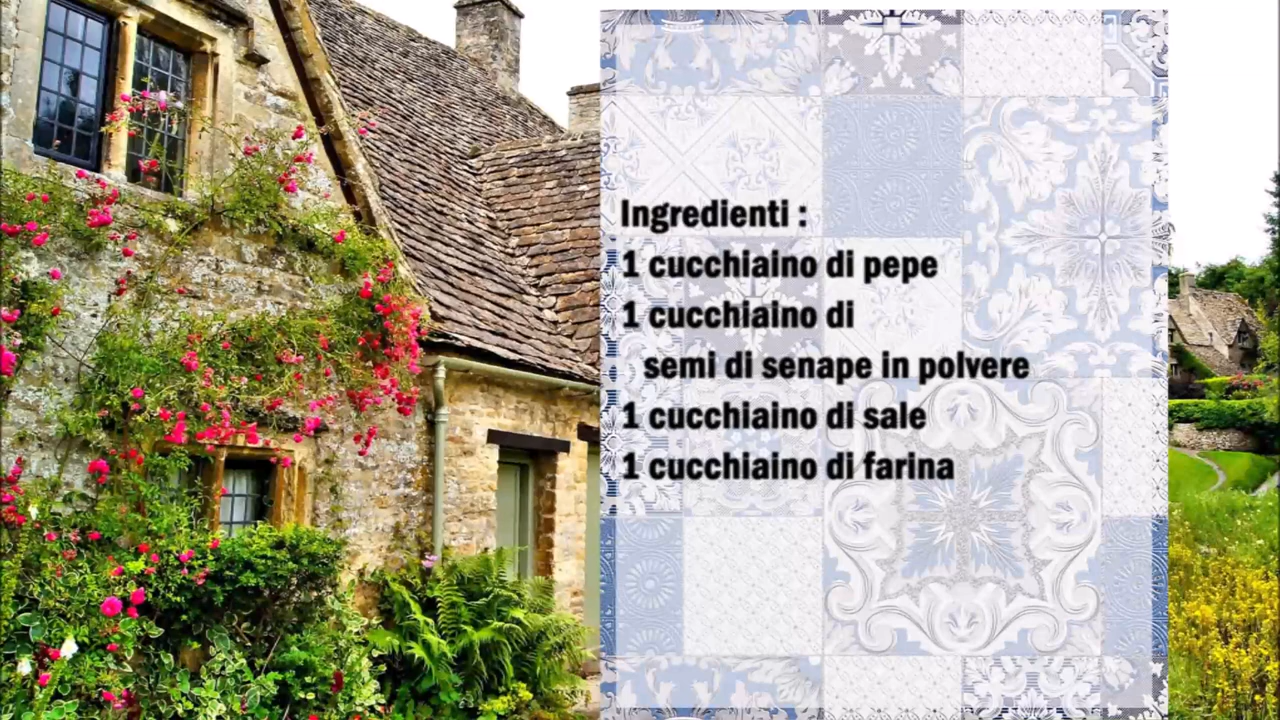 Ingredienti :
1 cucchiaino di pepe
1 cucchiaino di
semi di senape in polvere
1 cucchiaino di sale
1 cucchiaino di farina